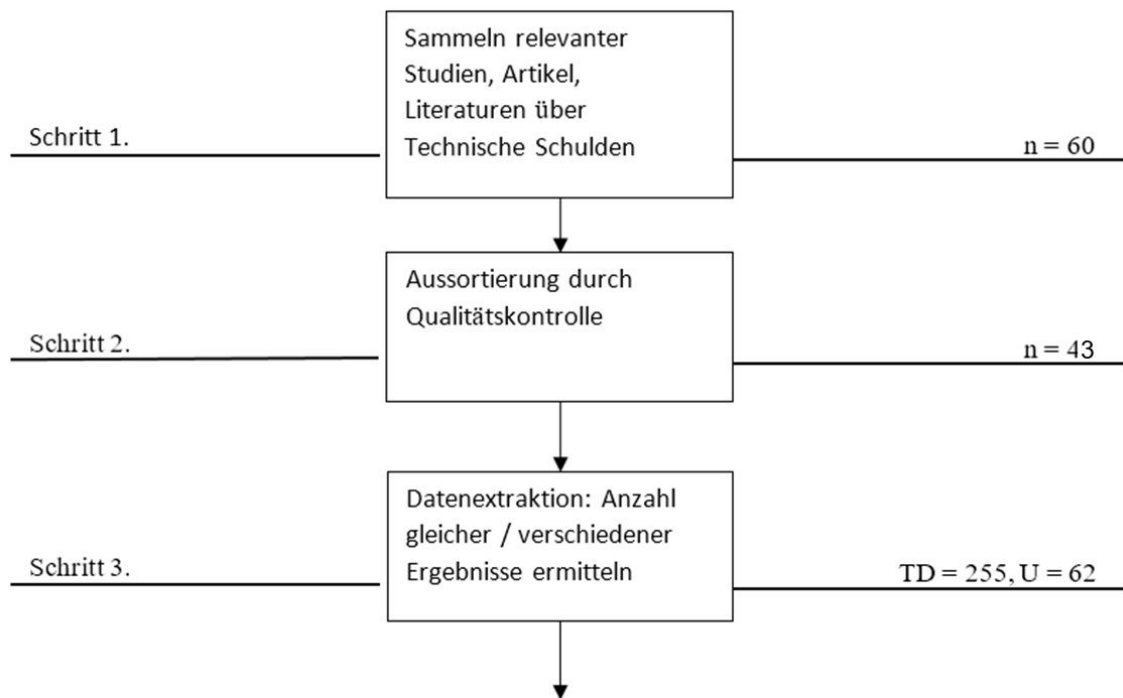 Sammeln relevanter
Studien, Artikel,
Literaturen über
Technische Schulden
Schritt 1.
n = 60
Aussortierung durch
Qualitätskontrolle
Schritt 2.
n = 43
Datenextraktion: Anzahl
gleicher / verschiedener
Ergebnisse ermitteln
Schritt 3.
TD = 255, U = 62